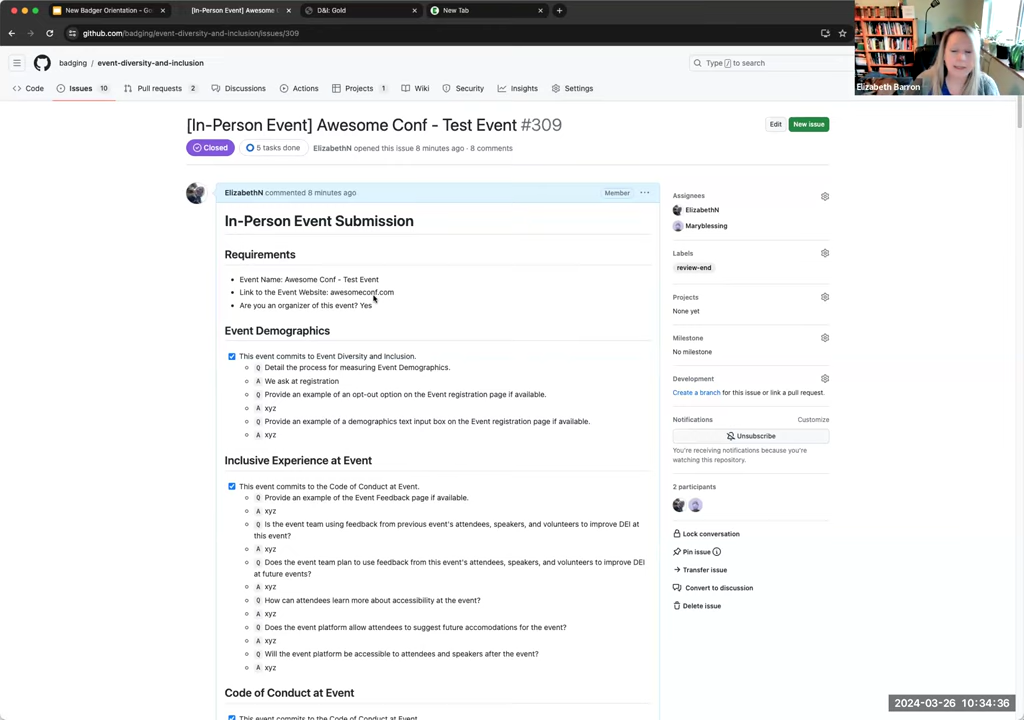 New Badger Orientation - Go
[In-Person Event] Awesome
D&I: Gold
New Tab
github.com/badging/event-diversity-and-inclusion/issues/309
badging / event-diversity-and-inclusion
Type / to search
Elizabeth Barron
Code
Issues 10
Pull requests 2
Discussions
Actions
Projects 1
Wiki
Security
Insights
Settings
[In-Person Event] Awesome Conf - Test Event #309
Edit
New issue
Closed
5 tasks done
ElizabethN opened this issue 8 minutes ago · 8 comments
ElizabethN commented 8 minutes ago
Member
In-Person Event Submission
Requirements
Event Name: Awesome Conf - Test Event
Link to the Event Website: awesomeconf.com
Are you an organizer of this event? Yes
Event Demographics
This event commits to Event Diversity and Inclusion.
Q Detail the process for measuring Event Demographics.
A We ask at registration
Q Provide an example of an opt-out option on the Event registration page if available.
A xyz
Q Provide an example of a demographics text input box on the Event registration page if available.
A xyz
Inclusive Experience at Event
This event commits to the Code of Conduct at Event.
Q Provide an example of the Event Feedback page if available.
A xyz
Q Is the event team using feedback from previous event's attendees, speakers, and volunteers to improve DEI at
this event?
A xyz
Q Does the event team plan to use feedback from this event's attendees, speakers, and volunteers to improve DEI
at future events?
A xyz
Q How can attendees learn more about accessibility at the event?
A xyz
Q Does the event platform allow attendees to suggest future accomodations for the event?
A xyz
Q Will the event platform be accessible to attendees and speakers after the event?
A xyz
Code of Conduct at Event
This event commits to the Code of Conduct at Event.
Assignees
ElizabethN
Maryblessing
Labels
review-end
Projects
None yet
Milestone
No milestone
Development
Create a branch for this issue or link a pull request.
Notifications
Customize
Unsubscribe
You're receiving notifications because you're
watching this repository.
2 participants
Lock conversation
Pin issue
Transfer issue
Convert to discussion
Delete issue
2024-03-26 10:34:36